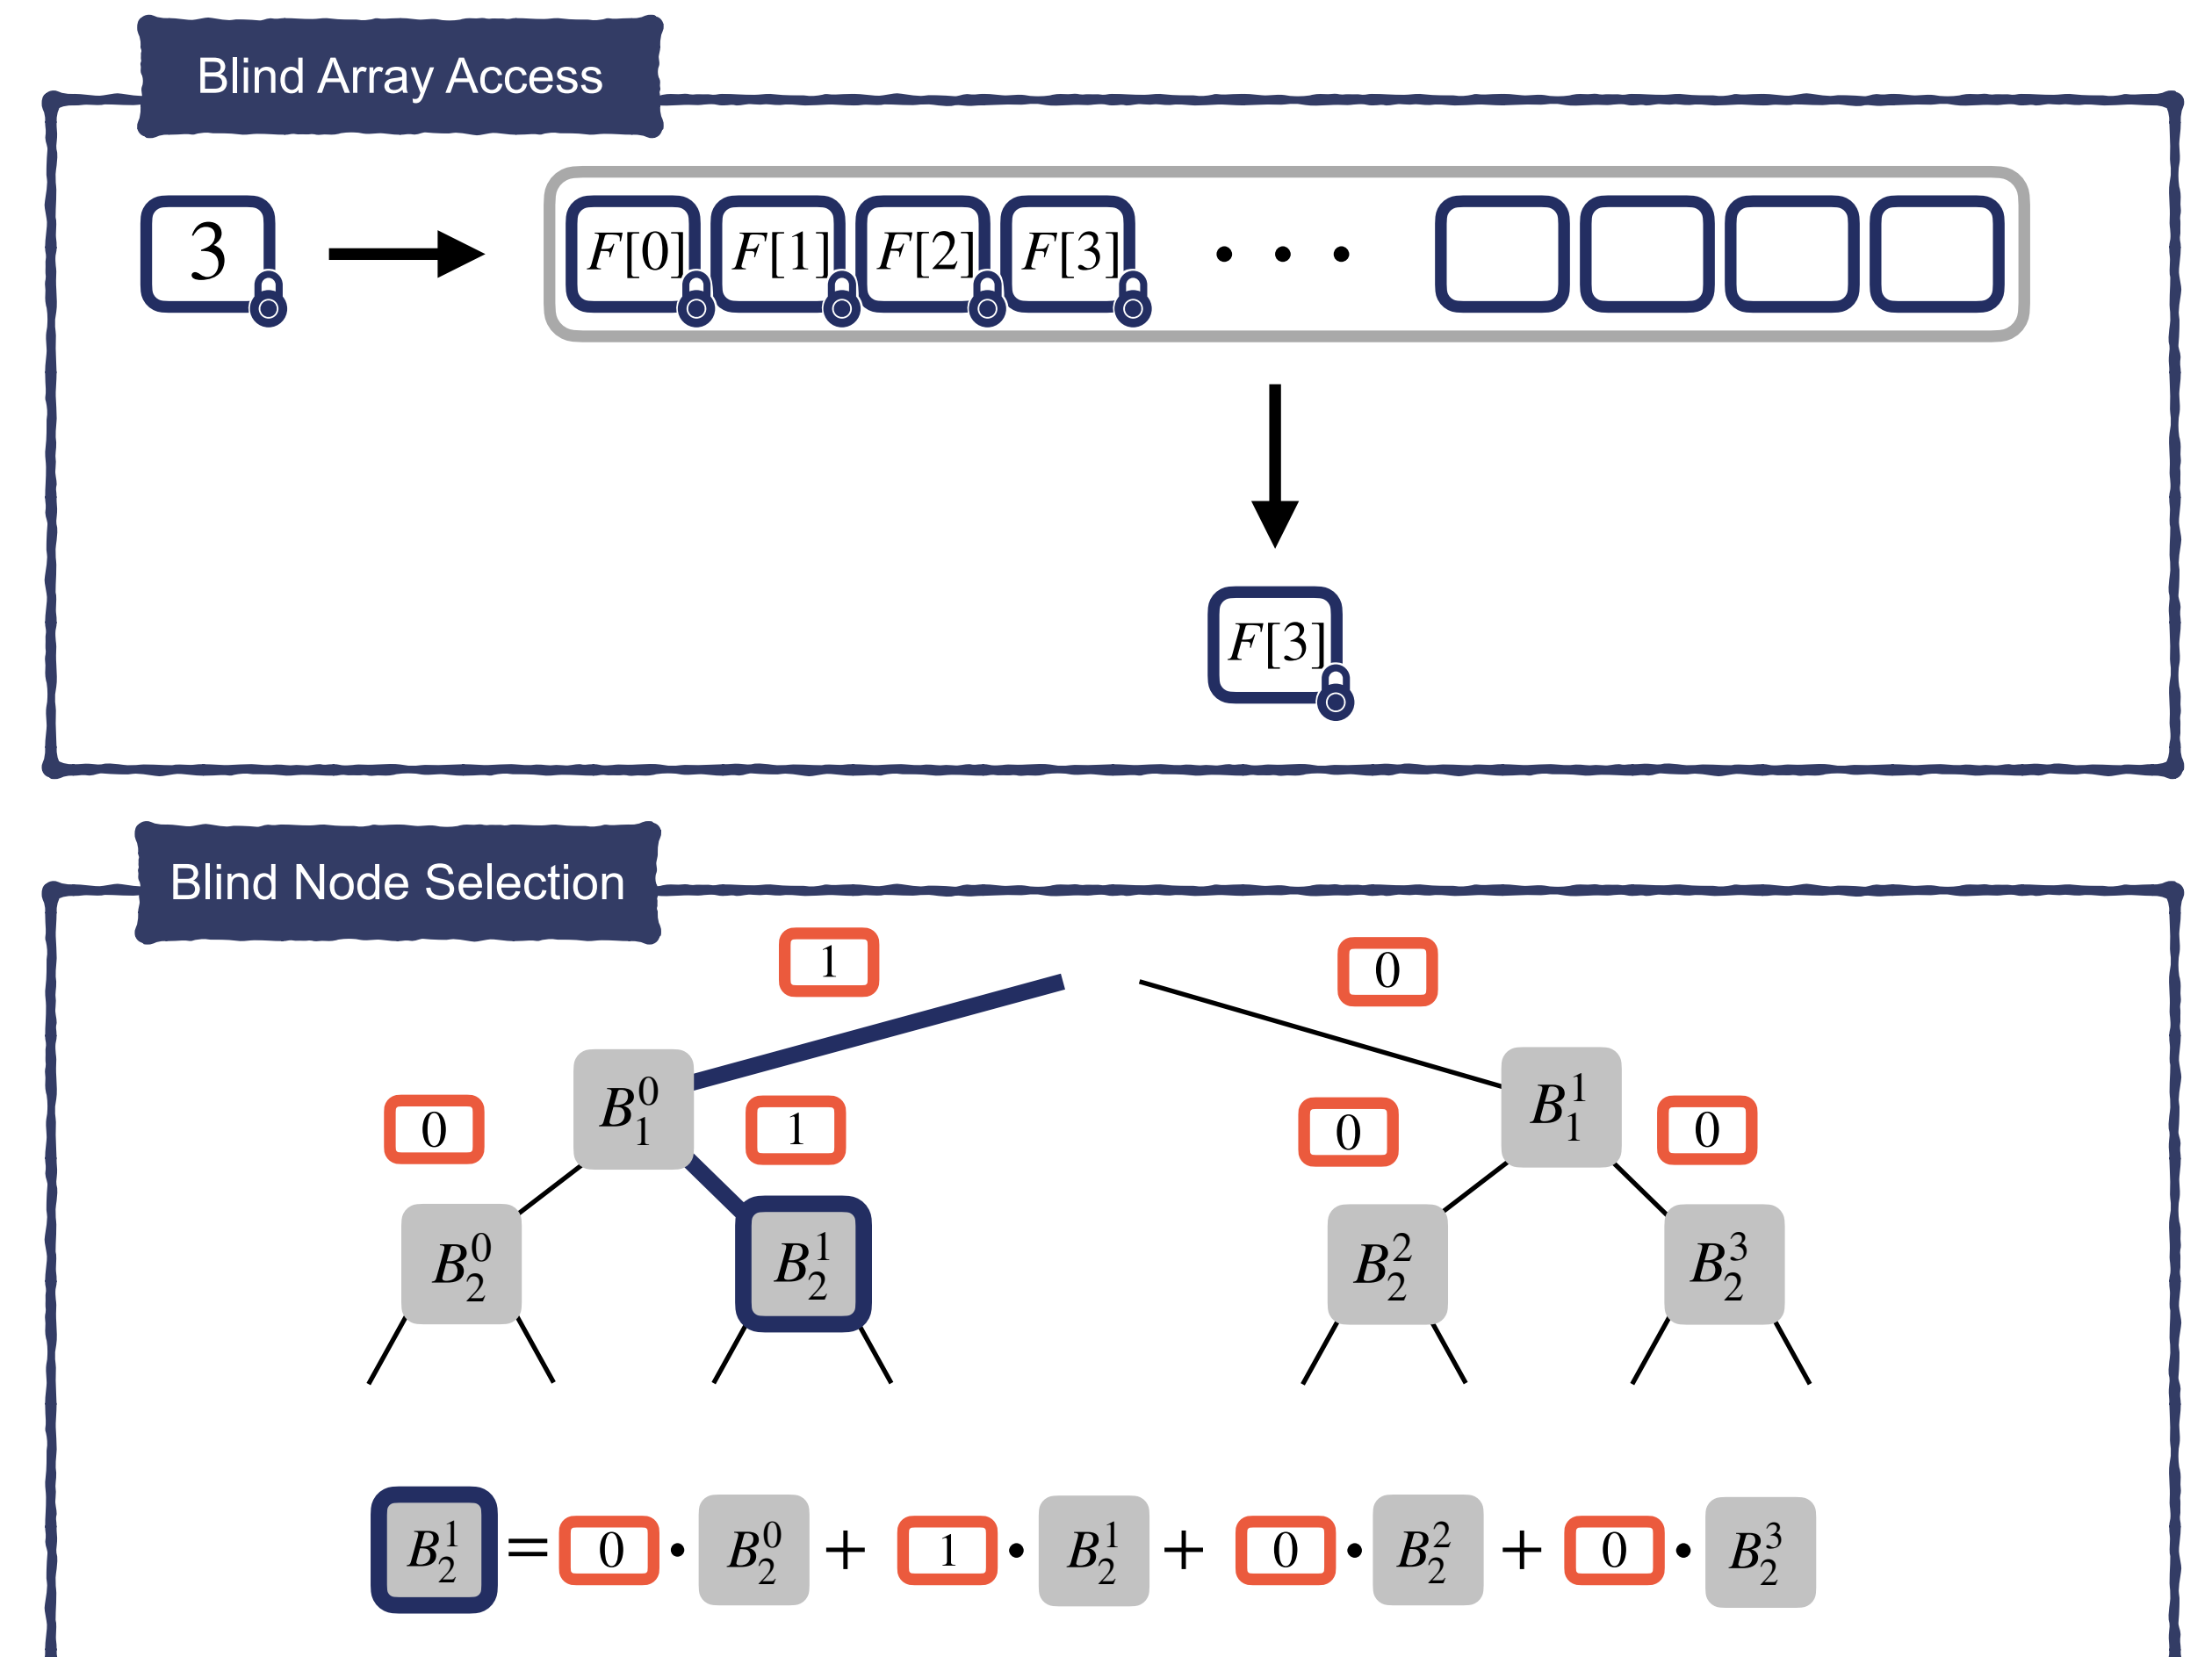 Blind Array Access
3 F[0] F[1] F[2] F[3] . . .
F[3]
Blind Node Selection
1 0
B_1^0 B_1^1
0 1 0 0
B_2^0 B_2^1 B_2^2 B_2^3
B_2^1 = 0 · B_2^0 + 1 · B_2^1 + 0 · B_2^2 + 0 · B_2^3